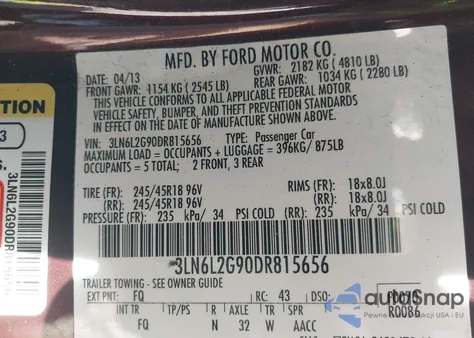 MFD. BY FORD MOTOR CO.
DATE: 04/13
GVWR: 2182 KG ( 4810 LB)
FRONT GAWR: 1154 KG ( 2545 LB)
REAR GAWR: 1034 KG ( 2280 LB)
THIS VEHICLE CONFORMS TO ALL APPLICABLE FEDERAL MOTOR
VEHICLE SAFETY, BUMPER, AND THEFT PREVENTION STANDARDS
IN EFFECT ON THE DATE OF MANUFACTURE SHOWN ABOVE.
VIN: 3LN6L2G90DR815656 TYPE: Passenger Car
MAXIMUM LOAD = OCCUPANTS + LUGGAGE = 396KG/ 875LB
OCCUPANTS = 5 TOTAL; 2 FRONT, 3 REAR
TIRE (FR): 245/45R18 96V RIMS (FR): 18x8.0J
(RR): 245/45R18 96V (RR): 18x8.0J
PRESSURE (FR): 235 kPa/ 34 PSI COLD (RR): 235 kPa/ 34 PSI COLD
3LN6L2G90DR815656
TRAILER TOWING - SEE OWNER GUIDE
EXT PNT: FQ RC: 43 DSO:
R0086
INT TR TP/PS R AXLE TR SPR
FQ N 32 W AACC
3LN6L2G90DR815656
autoSnap